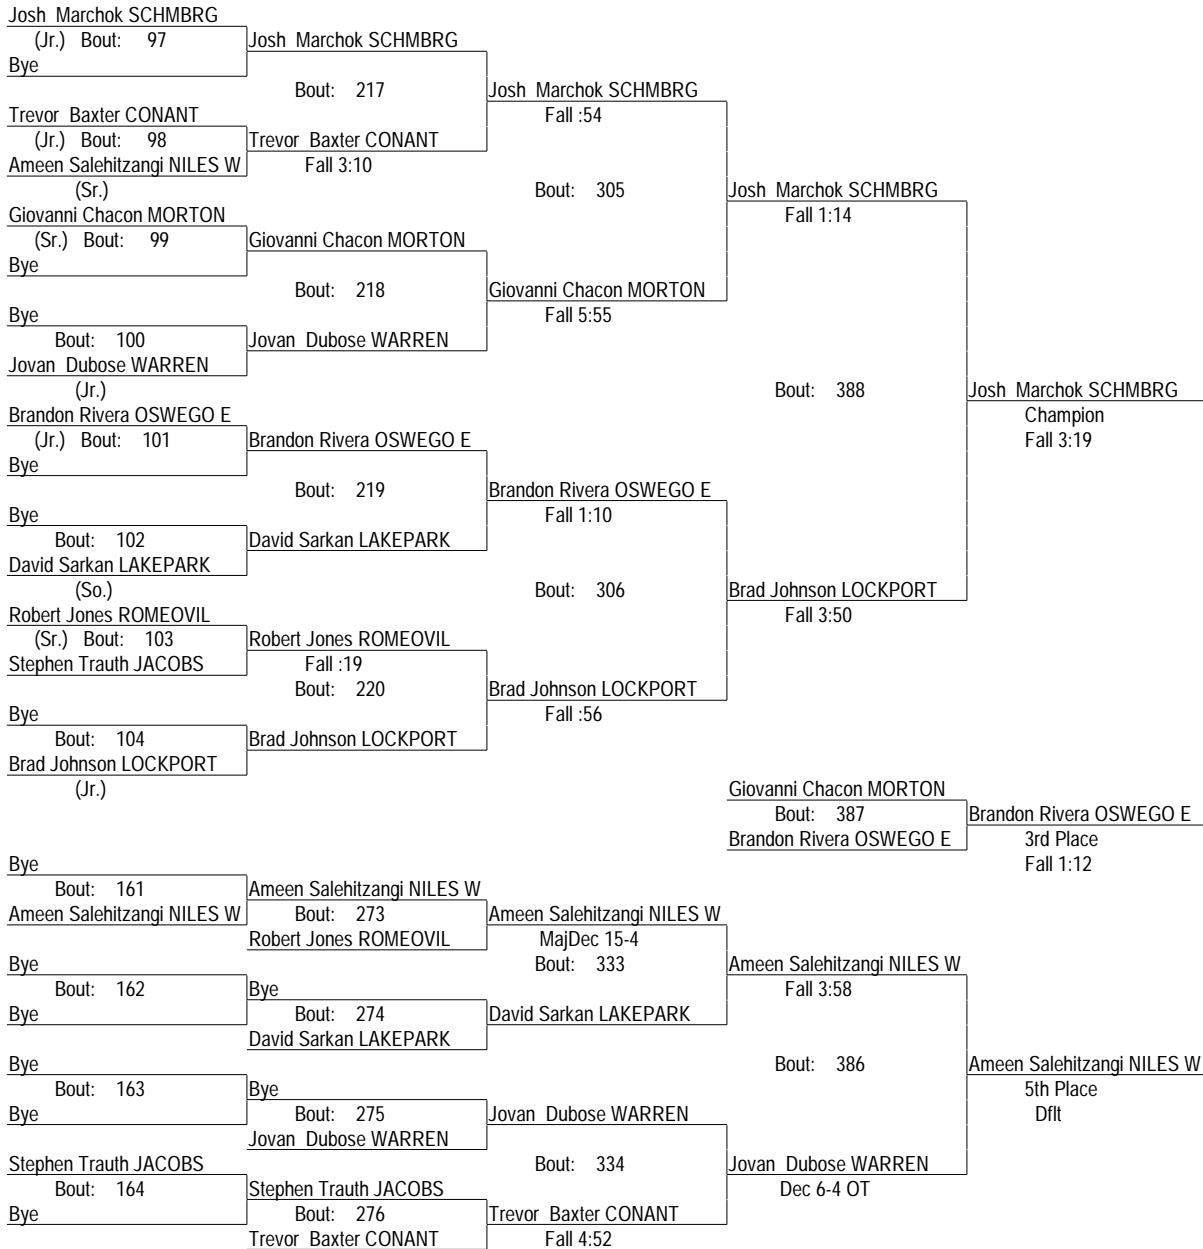 Josh Marchok SCHMBRG
(Jr.) Bout: 97 Josh Marchok SCHMBRG
Bye
Bout: 217 Josh Marchok SCHMBRG
Trevor Baxter CONANT Fall :54
(Jr.) Bout: 98 Trevor Baxter CONANT
Ameen Salehitzangi NILES W Fall 3:10
(Sr.) Bout: 305 Josh Marchok SCHMBRG
Giovanni Chacon MORTON Fall 1:14
(Sr.) Bout: 99 Giovanni Chacon MORTON
Bye
Bout: 218 Giovanni Chacon MORTON
Bye Fall 5:55
Bout: 100 Jovan Dubose WARREN
Jovan Dubose WARREN
(Jr.) Bout: 388 Josh Marchok SCHMBRG
Brandon Rivera OSWEGO E Champion
(Jr.) Bout: 101 Brandon Rivera OSWEGO E Fall 3:19
Bye
Bout: 219 Brandon Rivera OSWEGO E
Bye Fall 1:10
Bout: 102 David Sarkan LAKEPARK
David Sarkan LAKEPARK
(So.) Bout: 306 Brad Johnson LOCKPORT
Robert Jones ROMEOVIL Fall 3:50
(Sr.) Bout: 103 Robert Jones ROMEOVIL
Stephen Trauth JACOBS Fall :19
Bout: 220 Brad Johnson LOCKPORT
Bye Fall :56
Bout: 104 Brad Johnson LOCKPORT
Brad Johnson LOCKPORT
(Jr.) Giovanni Chacon MORTON
Bout: 387 Brandon Rivera OSWEGO E
Brandon Rivera OSWEGO E 3rd Place
Bye Fall 1:12
Bout: 161 Ameen Salehitzangi NILES W
Ameen Salehitzangi NILES W Bout: 273 Ameen Salehitzangi NILES W
Robert Jones ROMEOVIL MajDec 15-4
Bye Bout: 333 Ameen Salehitzangi NILES W
Bout: 162 Bye Fall 3:58
Bye Bout: 274 David Sarkan LAKEPARK
David Sarkan LAKEPARK
Bye Bout: 386 Ameen Salehitzangi NILES W
Bout: 163 Bye 5th Place
Bye Bout: 275 Jovan Dubose WARREN Dflt
Jovan Dubose WARREN
Stephen Trauth JACOBS Bout: 334 Jovan Dubose WARREN
Bout: 164 Stephen Trauth JACOBS Dec 6-4 OT
Bye Bout: 276 Trevor Baxter CONANT
Trevor Baxter CONANT Fall 4:52